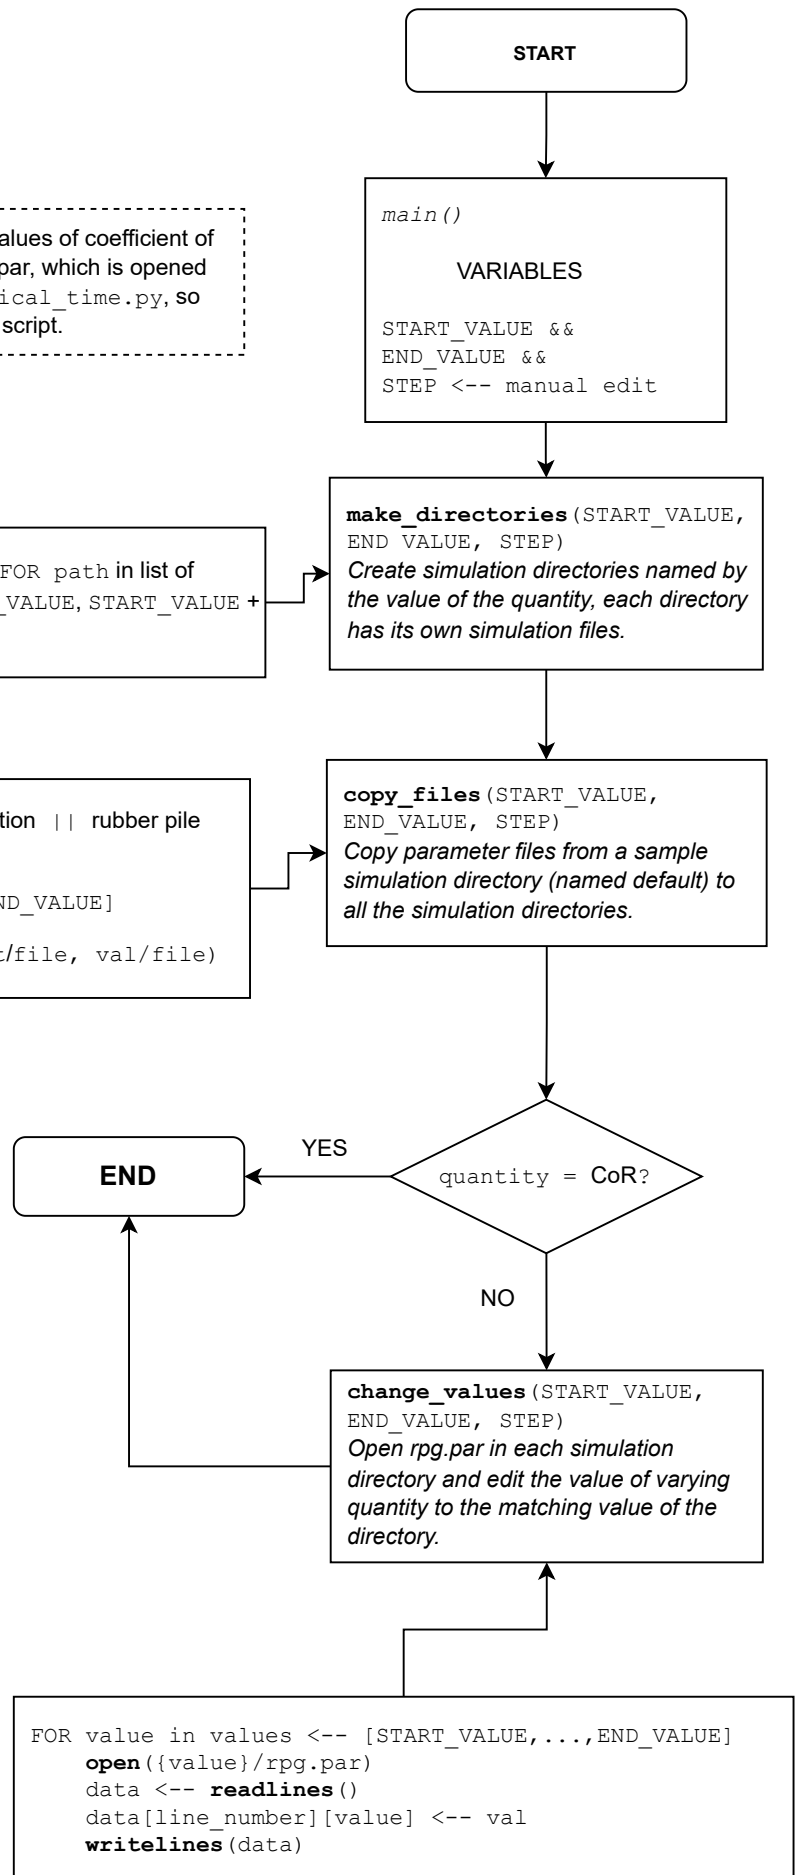 START
main()
VARIABLES
START_VALUE &&
END_VALUE &&
STEP <-- manual edit
alues of coefficient of
par, which is opened
ical_time.py, so
script.
make_directories(START_VALUE,
END VALUE, STEP)
Create simulation directories named by
the value of the quantity, each directory
has its own simulation files.
FOR path in list of
_VALUE, START_VALUE +
copy_files(START_VALUE,
END_VALUE, STEP)
Copy parameter files from a sample
simulation directory (named default) to
all the simulation directories.
tion || rubber pile
ND_VALUE]
t/file, val/file)
quantity = CoR?
YES
END
NO
change_values(START_VALUE,
END_VALUE, STEP)
Open rpg.par in each simulation
directory and edit the value of varying
quantity to the matching value of the
directory.
FOR value in values <-- [START_VALUE,...,END_VALUE]
open({value}/rpg.par)
data <-- readlines()
data[line_number][value] <-- val
writelines(data)